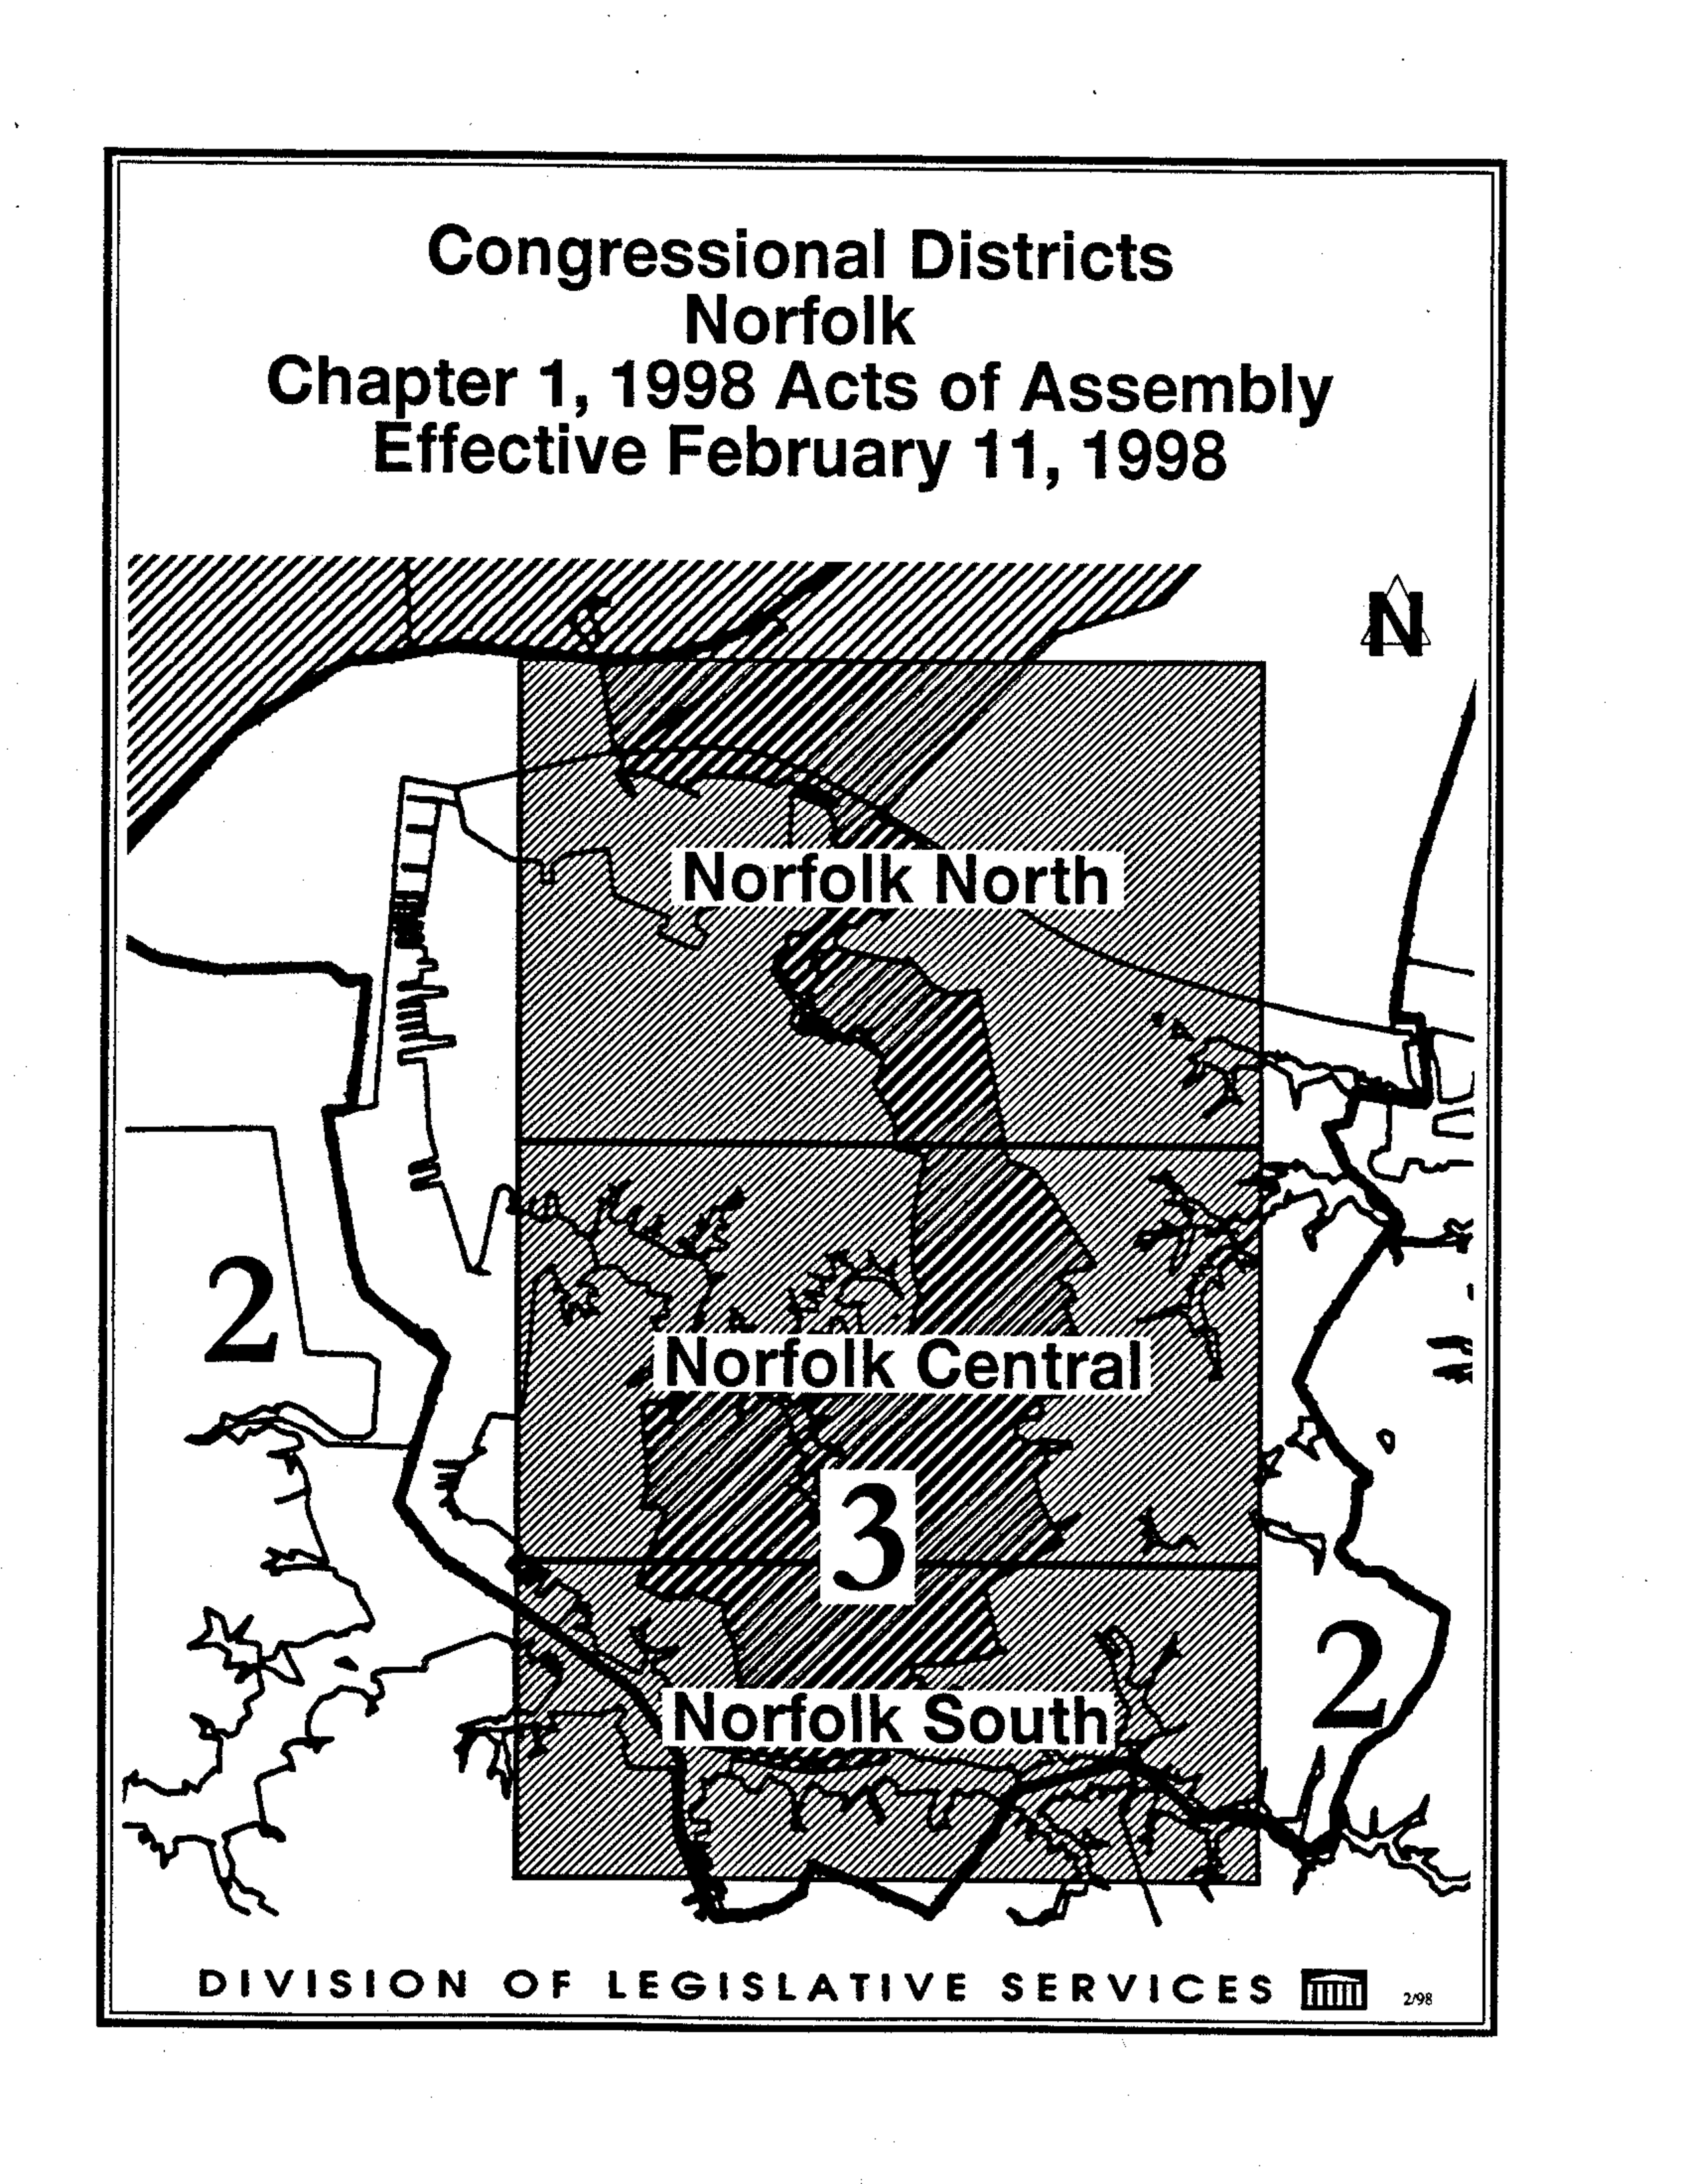 Congressional Districts
Norfolk
Chapter 1, 1998 Acts of Assembly
Effective February 11, 1998
N
Norfolk North
2
Norfolk Central
3
2
Norfolk South
DIVISION OF LEGISLATIVE SERVICES
2/98